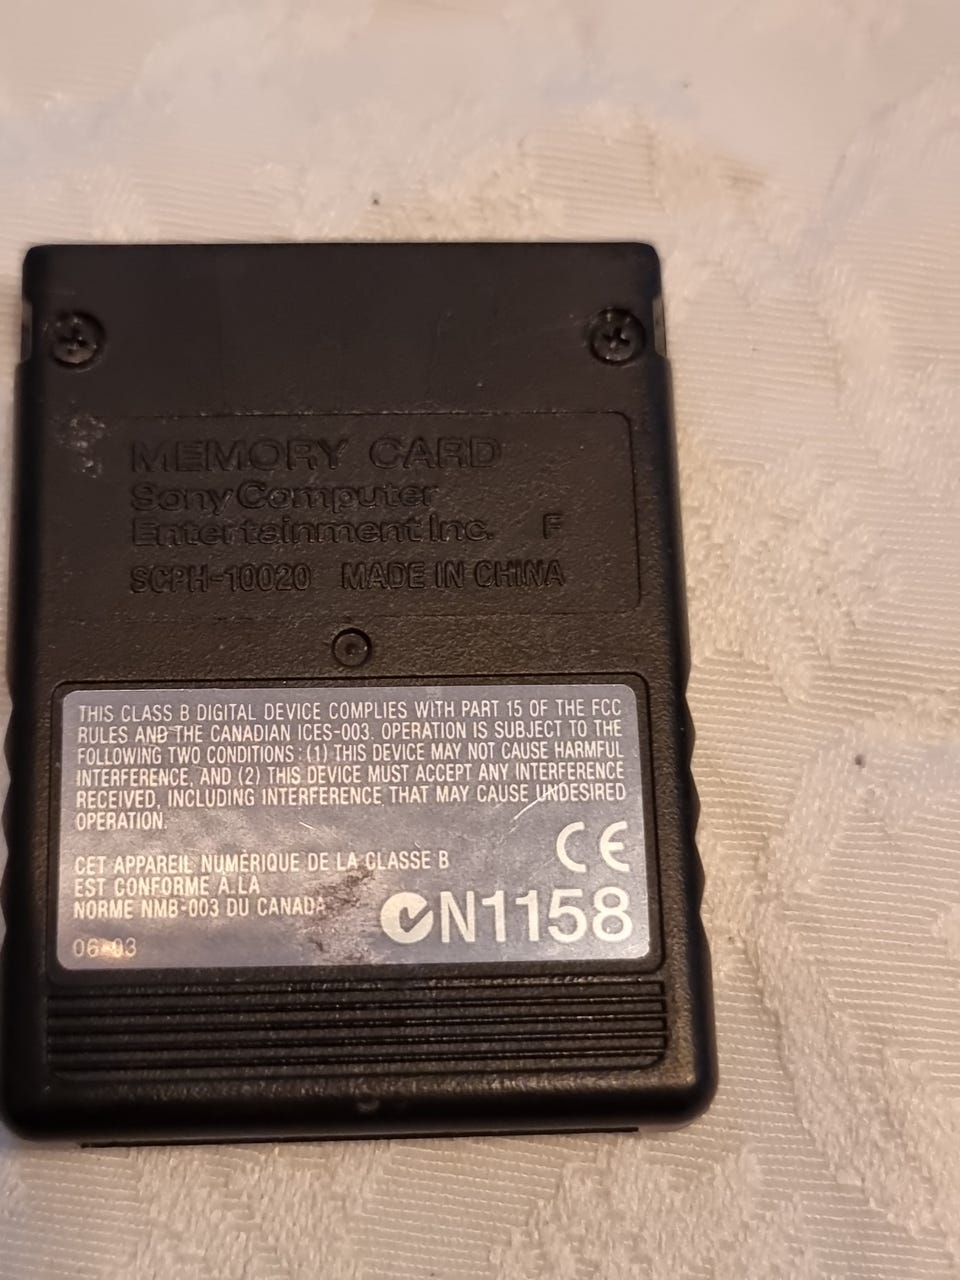 MEMORY CARD
Sony Computer
Entertainment Inc. F
SCPH-10020 MADE IN CHINA
THIS CLASS B DIGITAL DEVICE COMPLIES WITH PART 15 OF THE FCC
RULES AND THE CANADIAN ICES-003. OPERATION IS SUBJECT TO THE
FOLLOWING TWO CONDITIONS : (1) THIS DEVICE MAY NOT CAUSE HARMFUL
INTERFERENCE, AND (2) THIS DEVICE MUST ACCEPT ANY INTERFERENCE
RECEIVED, INCLUDING INTERFERENCE THAT MAY CAUSE UNDESIRED
OPERATION.
CET APPAREIL NUMÉRIQUE DE LA CLASSE B
EST CONFORME À LA
NORME NMB-003 DU CANADA
CE
N1158
06-03